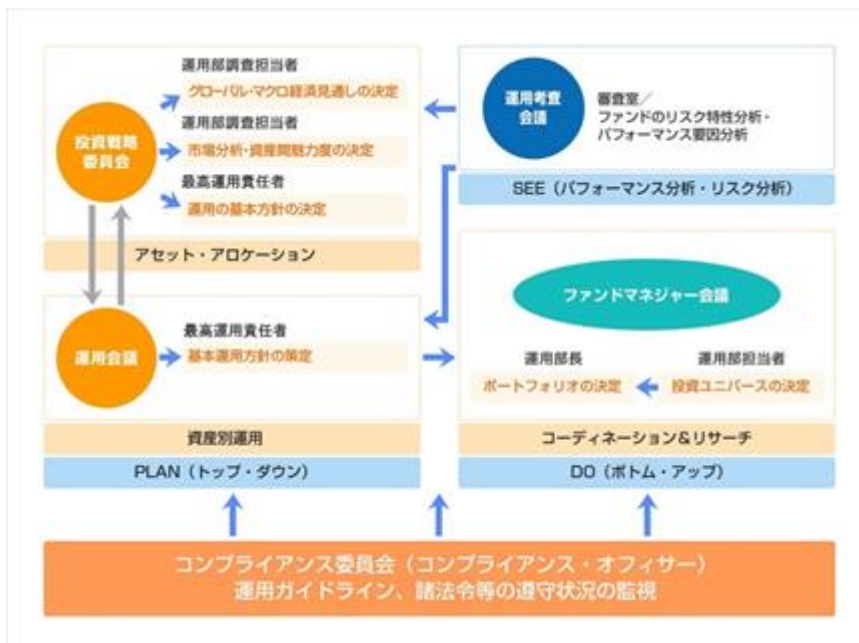 投資戦略
委員会
運用部調査担当者
グローバル・マクロ経済見通しの決定
運用部調査担当者
市場分析・資産間魅力度の決定
最高運用責任者
運用の基本方針の決定
アセット・アロケーション
運用会議
最高運用責任者
基本運用方針の策定
資産別運用
PLAN（トップ・ダウン）
運用考査
会議
審査室／
ファンドのリスク特性分析・
パフォーマンス要因分析
SEE（パフォーマンス分析・リスク分析）
ファンドマネジャー会議
運用部長
ポートフォリオの決定
運用部担当者
投資ユニバースの決定
コーディネーション＆リサーチ
DO（ボトム・アップ）
コンプライアンス委員会（コンプライアンス・オフィサー）
運用ガイドライン、諸法令等の遵守状況の監視